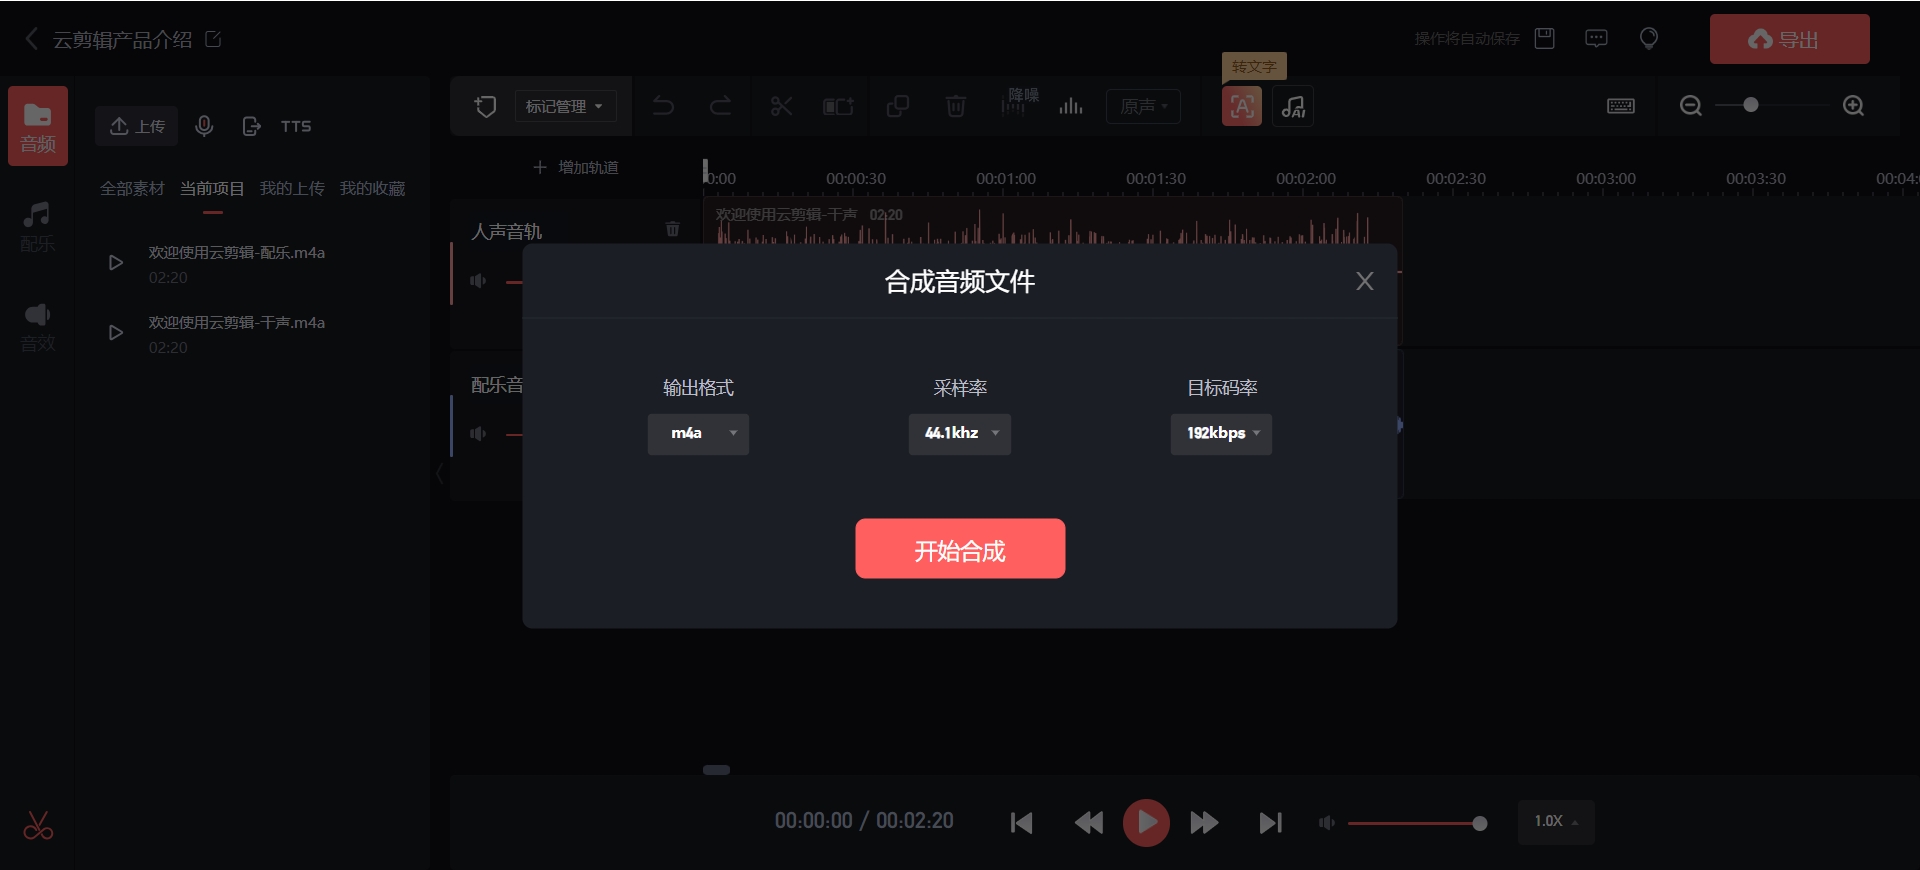 云剪辑产品介绍
操作将自动保存
导出
音频
配乐
音效
上传
TTS
全部素材 当前项目 我的上传 我的收藏
欢迎使用云剪辑-配乐.m4a
02:20
欢迎使用云剪辑-干声.m4a
02:20
标记管理
降噪
原声
转文字
A
AI
增加轨道
0:00 00:00:30 00:01:00 00:01:30 00:02:00 00:02:30 00:03:00 00:03:30 00:04:
人声音轨
欢迎使用云剪辑-干声 02:20
配乐音
合成音频文件
X
输出格式 采样率 目标码率
m4a 44.1khz 192kbps
开始合成
00:00:00 / 00:02:20
1.0X